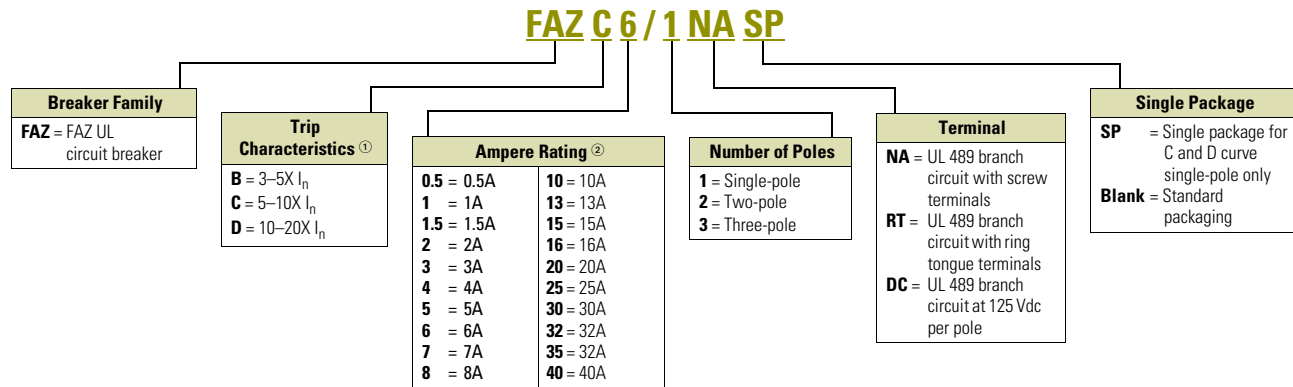 FAZ C 6 / 1 NA SP
Breaker Family
FAZ = FAZ UL
circuit breaker
Trip
Characteristics ①
B = 3–5X In
C = 5–10X In
D = 10–20X In
Ampere Rating ②
0.5 = 0.5A
1 = 1A
1.5 = 1.5A
2 = 2A
3 = 3A
4 = 4A
5 = 5A
6 = 6A
7 = 7A
8 = 8A
10 = 10A
13 = 13A
15 = 15A
16 = 16A
20 = 20A
25 = 25A
30 = 30A
32 = 32A
35 = 32A
40 = 40A
Number of Poles
1 = Single-pole
2 = Two-pole
3 = Three-pole
Terminal
NA = UL 489 branch
circuit with screw
terminals
RT = UL 489 branch
circuit with ring
tongue terminals
DC = UL 489 branch
circuit at 125 Vdc
per pole
Single Package
SP = Single package for
C and D curve
single-pole only
Blank = Standard
packaging